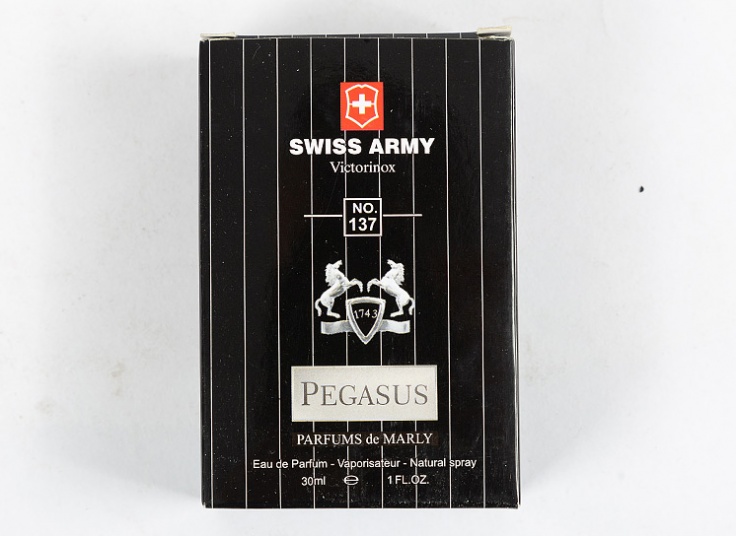 SWISS ARMY
Victorinox
NO.
137
1743
PEGASUS
PARFUMS de MARLY
Eau de Parfum - Vaporisateur - Natural spray
30ml 1 FL.OZ.